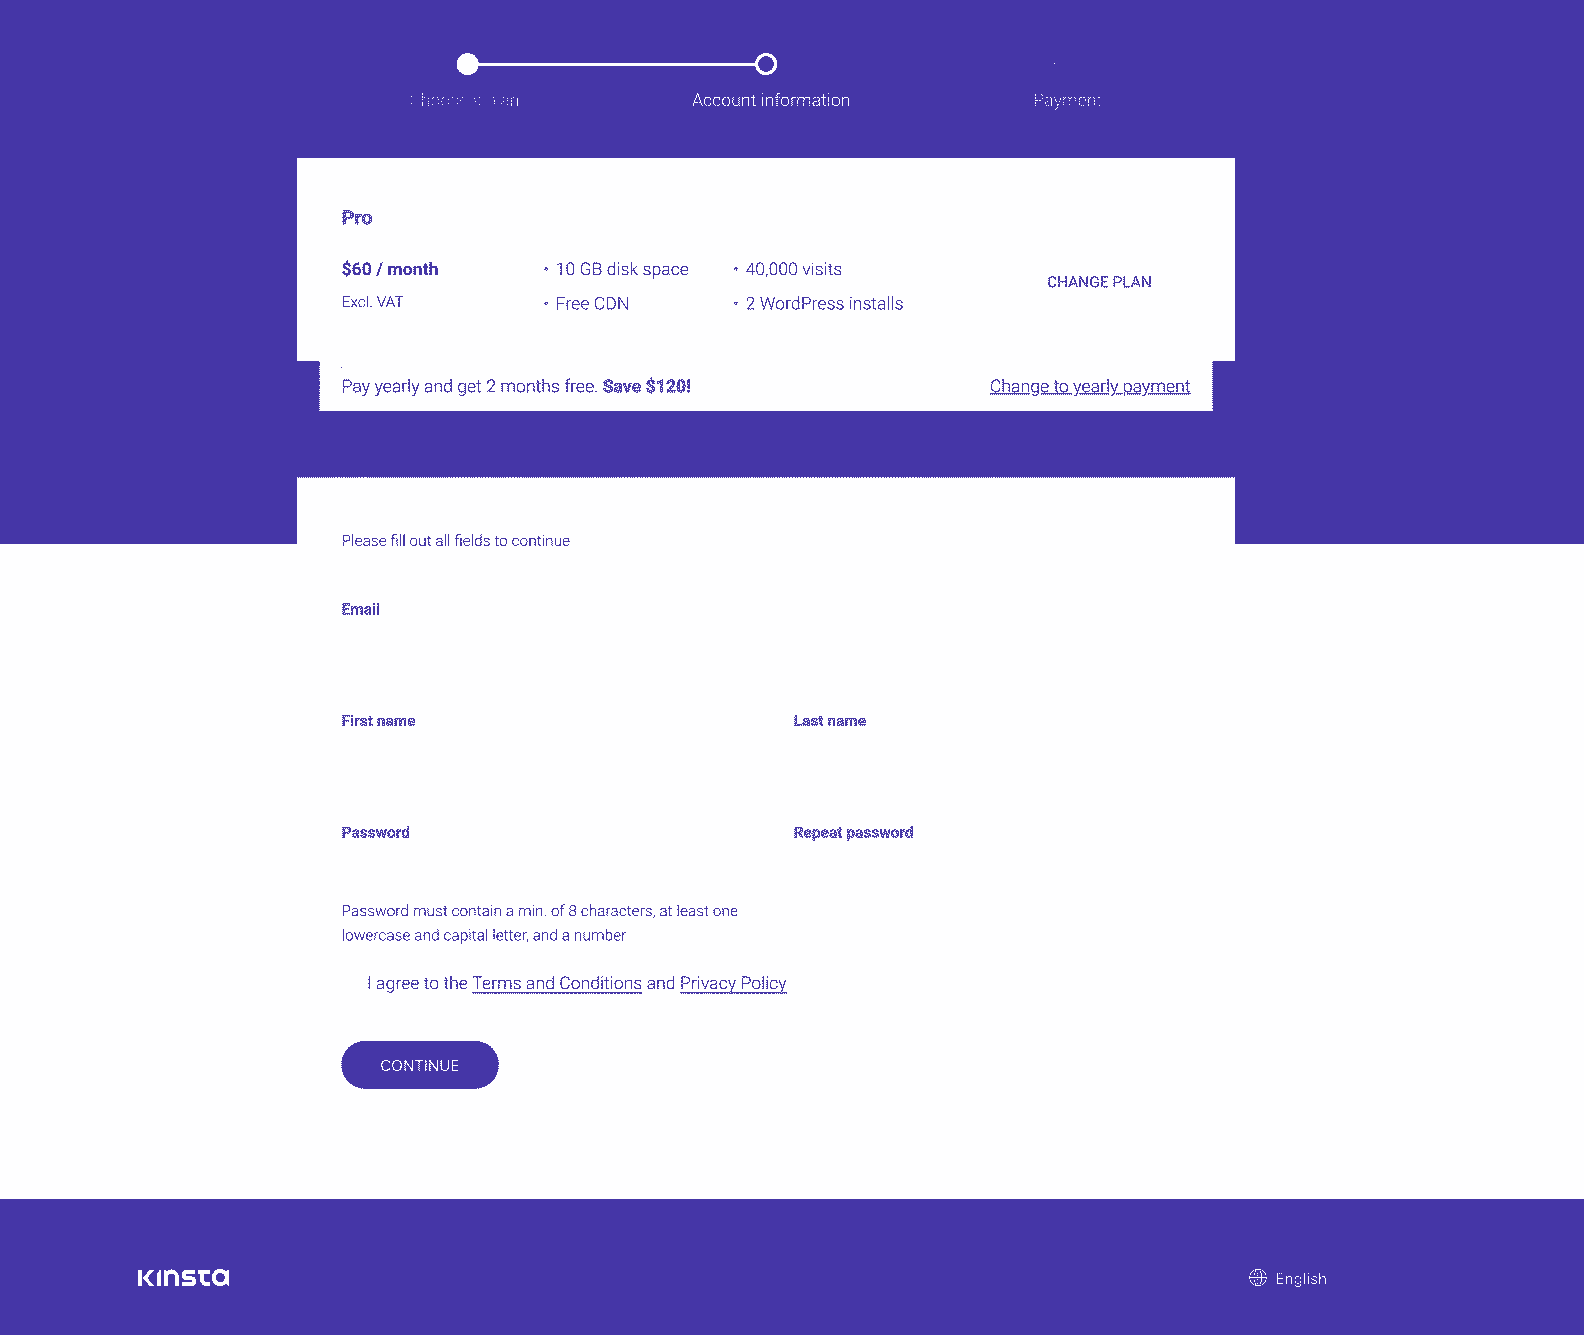 Account information
Payment
Pro
$60 / month
• 10 GB disk space
• 40,000 visits
CHANGE PLAN
Excl. VAT
• Free CDN
• 2 WordPress installs
Pay yearly and get 2 months free. Save $120!
Change to yearly payment
Please fill out all fields to continue
Email
First name
Last name
Password
Repeat password
Password must contain a min. of 8 characters, at least one
lowercase and capital letter, and a number
I agree to the Terms and Conditions and Privacy Policy
CONTINUE
KInsta
English